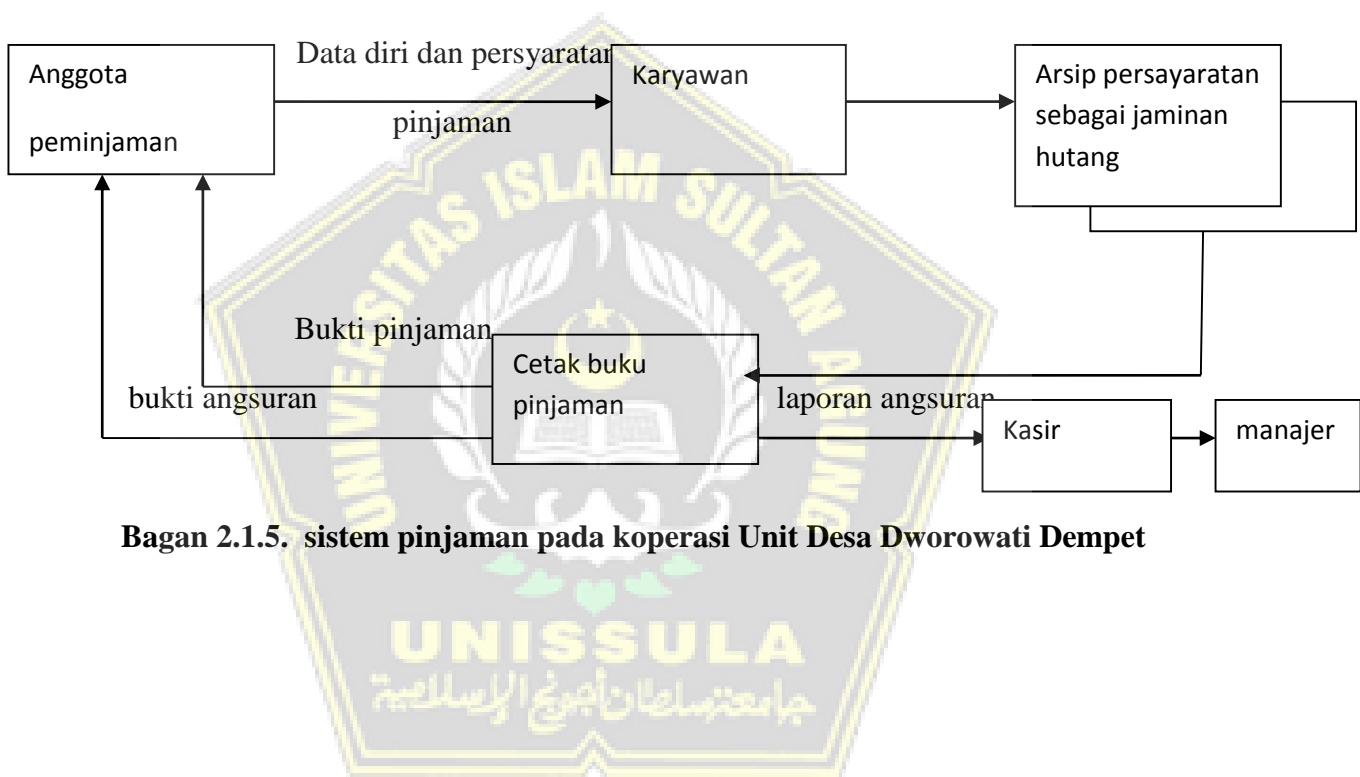 Anggota
peminjaman
Data diri dan persyaratan
pinjaman
Karyawan
Arsip persayaratan
sebagai jaminan
hutang
Bukti pinjaman
bukti angsuran
Cetak buku
pinjaman
laporan angsuran
Kasir
manajer
Bagan 2.1.5. sistem pinjaman pada koperasi Unit Desa Dworowati Dempet
UNIVERSITAS ISLAM SULTAN AGUNG
UNISSULA
جامعة سلطان أجونج الإسلامية